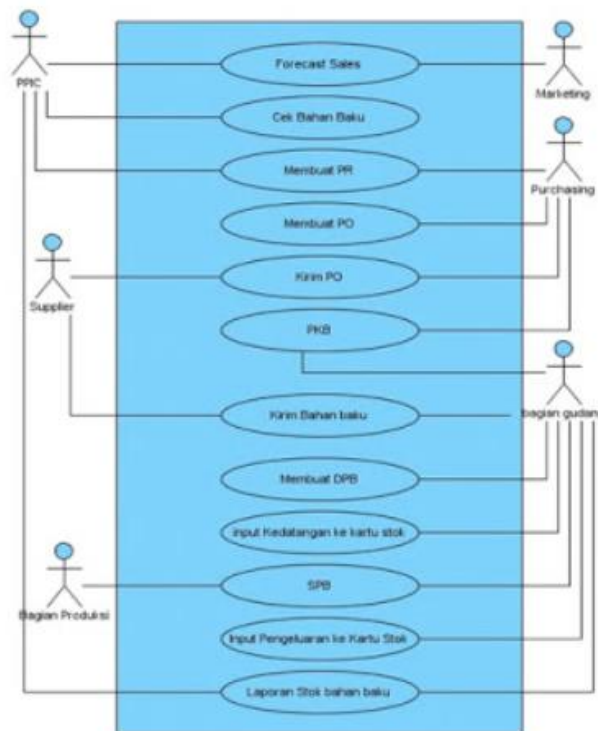 Forecast Sales
PPIC
Marketing
Cek Bahan Baku
Membuat PR
Purchasing
Membuat PO
Kirim PO
Supplier
PKB
Kirim Bahan baku
bagian gudan
Membuat DPB
input Kedatangan ke kartu stok
SPB
Bagian Produksi
Input Pengeluaran ke Kartu Stok
Laporan Stok bahan baku